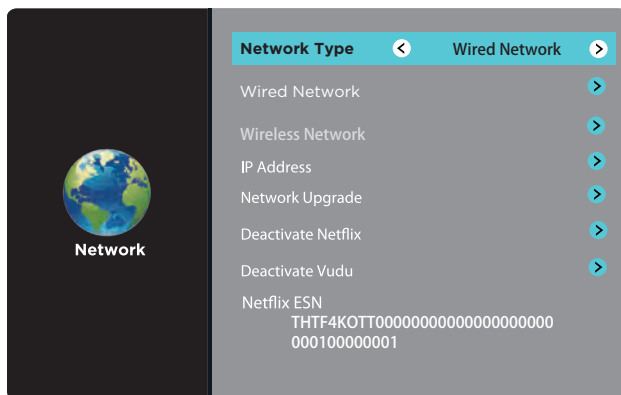 Network Type < Wired Network >
Wired Network >
Wireless Network >
IP Address >
Network Upgrade >
Deactivate Netflix >
Deactivate Vudu >
Netflix ESN
THTF4KOTT00000000000000000000
000100000001
Network